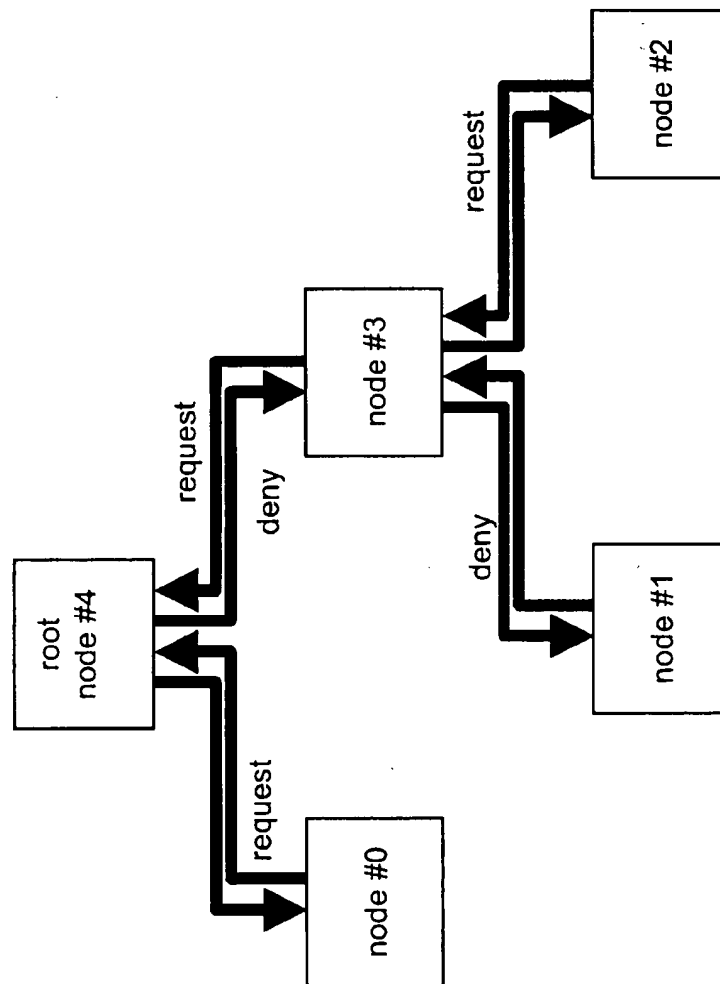 root
node #4
request
deny
request
node #0
node #3
request
deny
node #1
node #2